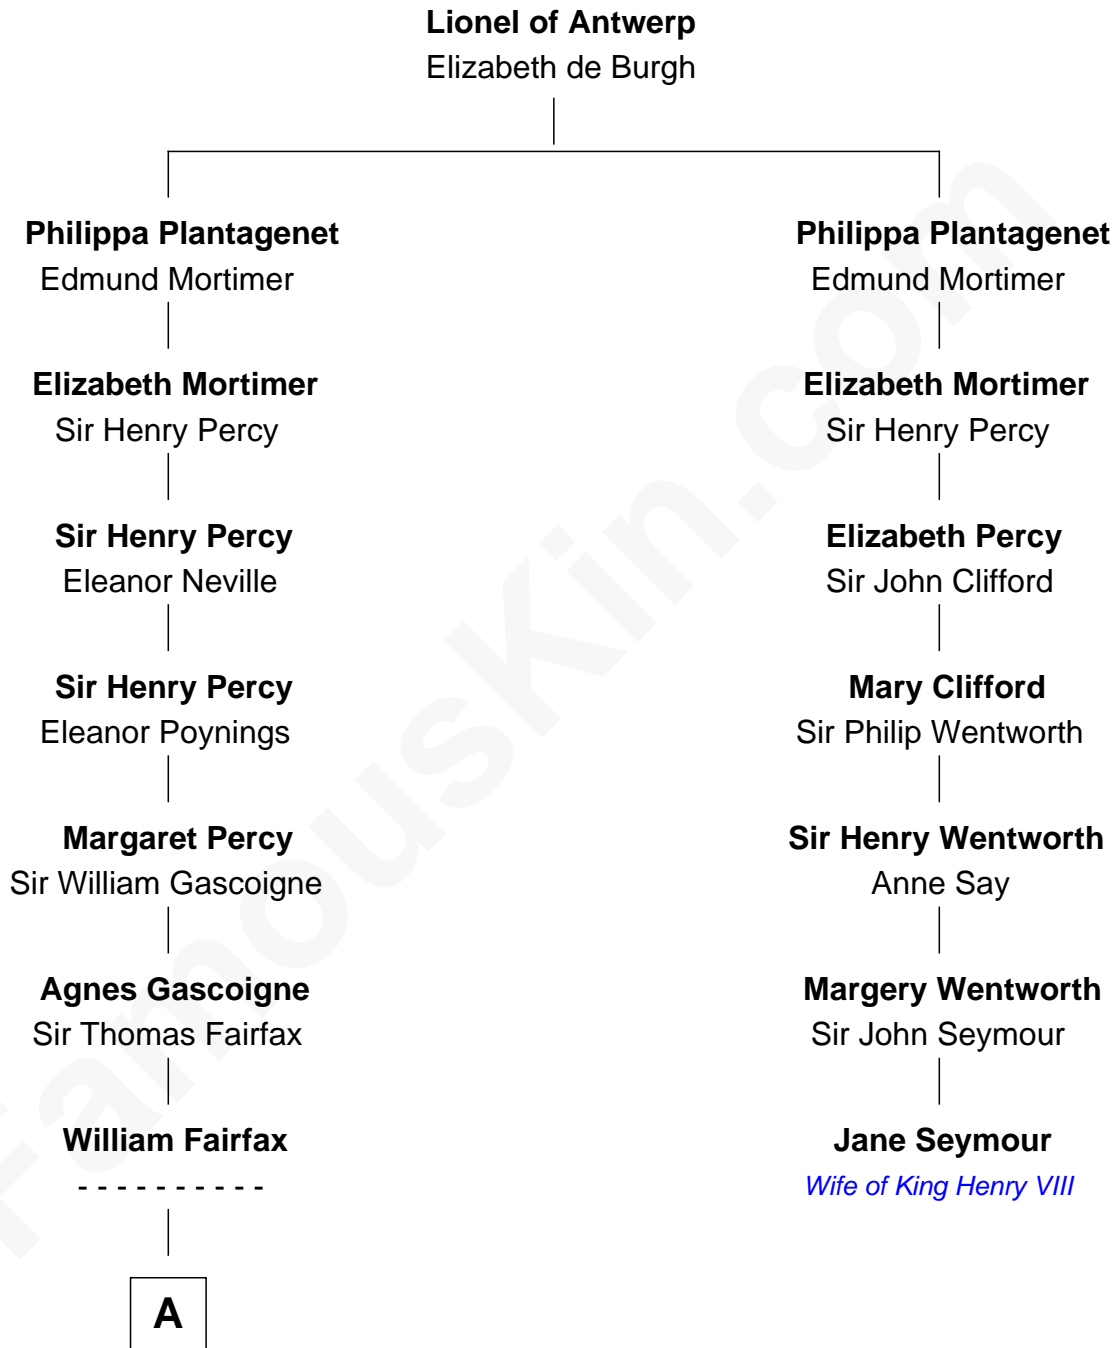 Lionel of Antwerp
Elizabeth de Burgh
Philippa Plantagenet
Edmund Mortimer
Elizabeth Mortimer
Sir Henry Percy
Sir Henry Percy
Eleanor Neville
Sir Henry Percy
Eleanor Poynings
Margaret Percy
Sir William Gascoigne
Agnes Gascoigne
Sir Thomas Fairfax
William Fairfax
- - - - - - - - - -
A
Philippa Plantagenet
Edmund Mortimer
Elizabeth Mortimer
Sir Henry Percy
Elizabeth Percy
Sir John Clifford
Mary Clifford
Sir Philip Wentworth
Sir Henry Wentworth
Anne Say
Margery Wentworth
Sir John Seymour
Jane Seymour
Wife of King Henry VIII
FamousKin.com